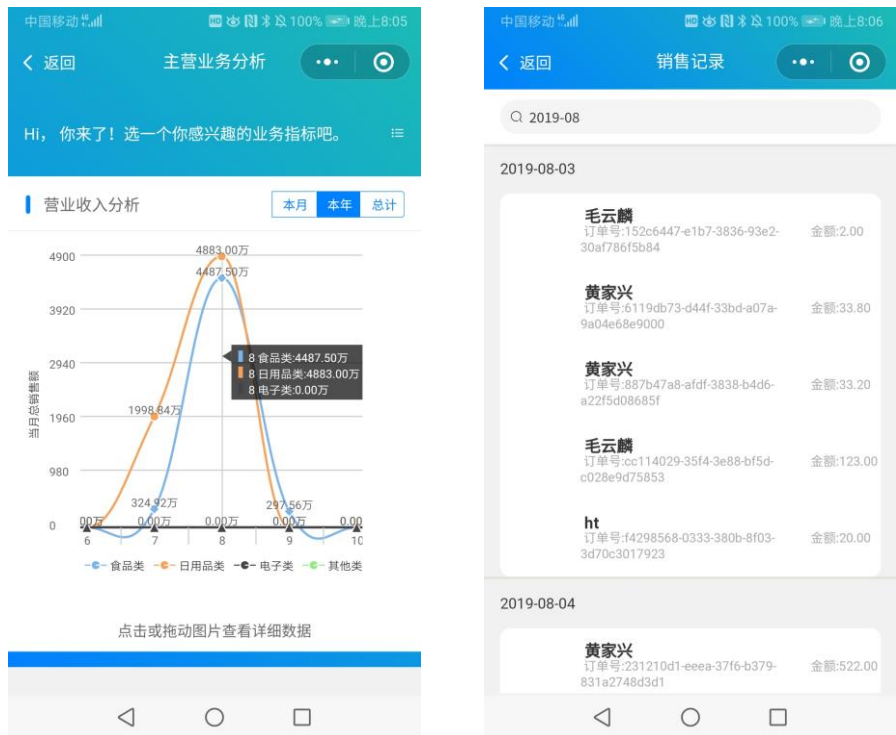 中国移动 4G
HD 100% 晚上8:05
返回
主营业务分析
Hi， 你来了！选一个你感兴趣的业务指标吧。
营业收入分析
本月 本年 总计
4900
3920
2940
1960
980
0
当月总销售额
4883.00万
4487.50万
8 食品类:4487.50万
8 日用品类:4883.00万
8 电子类:0.00万
1998.84万
324.92万
297.56万
00万 0.00万 0.00万 0.00万 0.00
6 7 8 9 10
食品类 日用品类 电子类 其他类
点击或拖动图片查看详细数据
中国移动 4G
HD 100% 晚上8:06
返回
销售记录
2019-08
2019-08-03
毛云麟
订单号:152c6447-e1b7-3836-93e2-
30af786f5b84
金额:2.00
黄家兴
订单号:6119db73-d44f-33bd-a07a-
9a04e68e9000
金额:33.80
黄家兴
订单号:887b47a8-afdf-3838-b4d6-
a22f5d08685f
金额:33.20
毛云麟
订单号:cc114029-35f4-3e88-bf5d-
c028e9d75853
金额:123.00
ht
订单号:f4298568-0333-380b-8f03-
3d70c3017923
金额:20.00
2019-08-04
黄家兴
订单号:231210d1-eeea-37f6-b379-
831a2748d3d1
金额:522.00